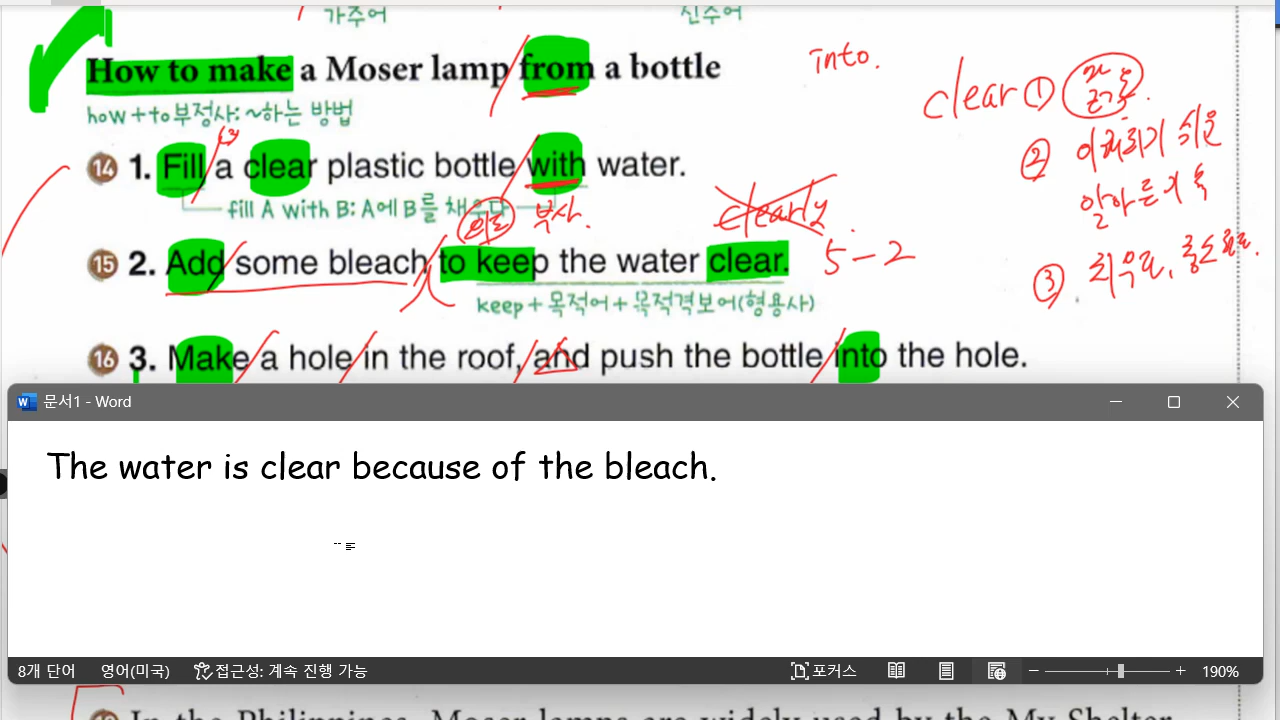 가주어
진주어
How to make a Moser lamp from a bottle
into.
how+to부정사: ~하는 방법
clear ①
⑭ 1. Fill a clear plastic bottle with water.
② 이해하기 쉬운
알아듣기 쉬운
fill A with B: A에 B를 채우다
의도
부사.
clearly
⑮ 2. Add some bleach to keep the water clear.
5-2
③
keep+목적어+목적격보어(형용사)
⑯ 3. Make a hole in the roof, and push the bottle into the hole.
문서1 - Word
The water is clear because of the bleach.
8개 단어 영어(미국) 접근성: 계속 진행 가능 포커스 190%
In the Philippines, Moser lamps are widely used by the My Shelter